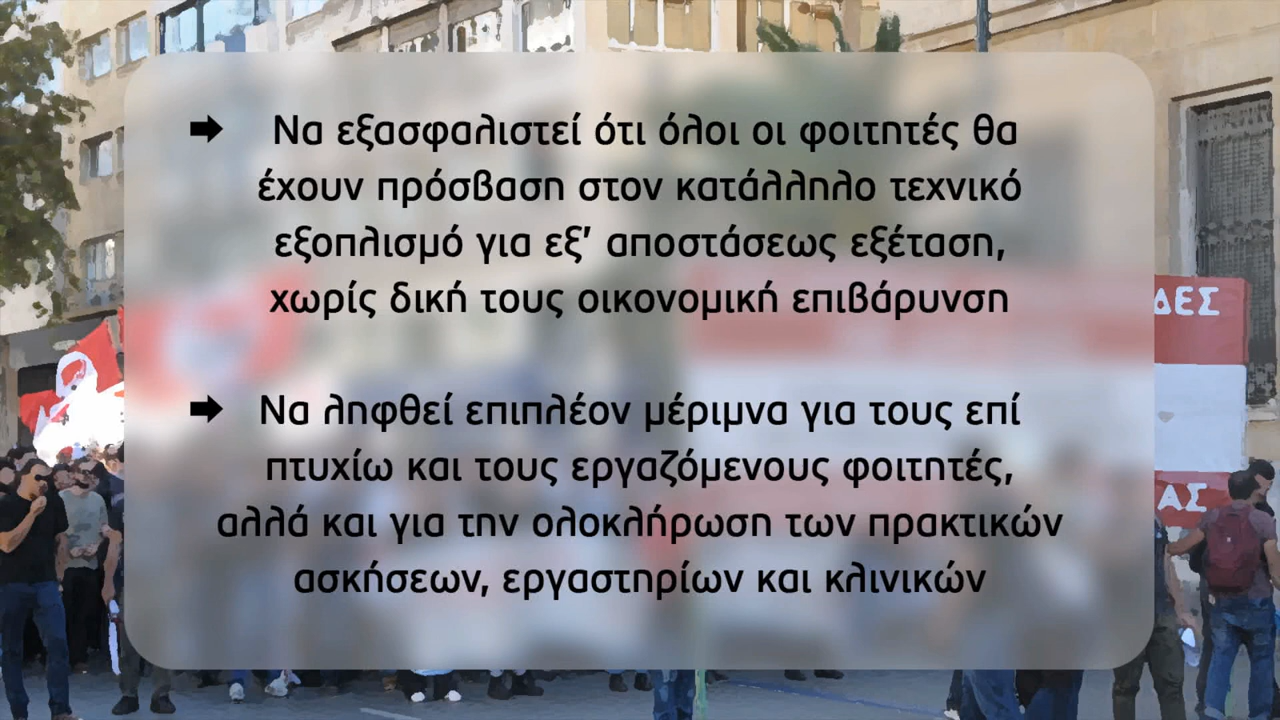 ➡ Να εξασφαλιστεί ότι όλοι οι φοιτητές θα
έχουν πρόσβαση στον κατάλληλο τεχνικό
εξοπλισμό για εξ’ αποστάσεως εξέταση,
χωρίς δική τους οικονομική επιβάρυνση
➡ Να ληφθεί επιπλέον μέριμνα για τους επί
πτυχίω και τους εργαζόμενους φοιτητές,
αλλά και για την ολοκλήρωση των πρακτικών
ασκήσεων, εργαστηρίων και κλινικών
ΔΕΣ
ΑΣ